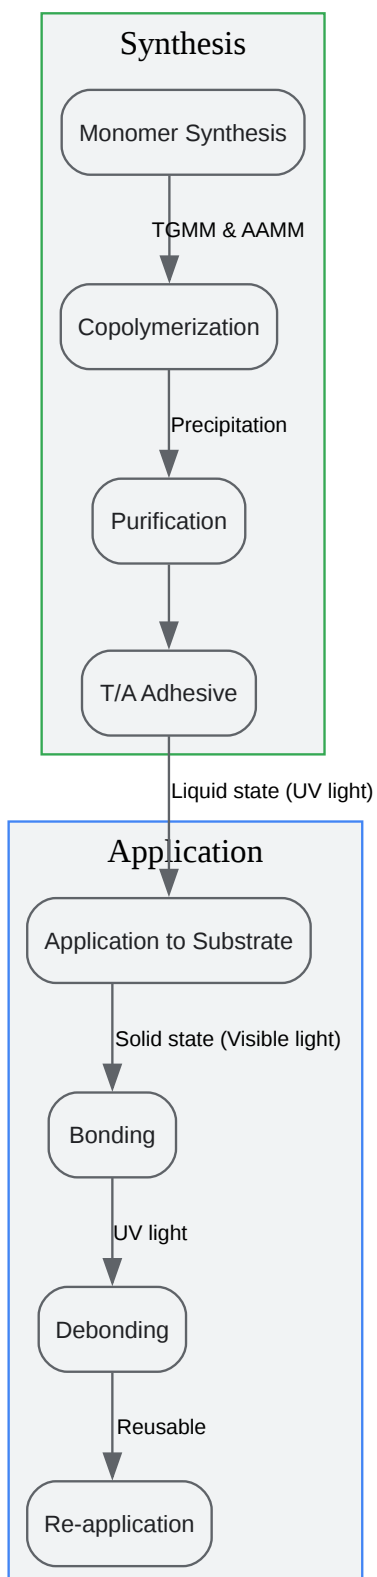 Synthesis
Monomer Synthesis
TGMM & AAMM
Copolymerization
Precipitation
Purification
T/A Adhesive
Liquid state (UV light)
Application
Application to Substrate
Solid state (Visible light)
Bonding
UV light
Debonding
Reusable
Re-application